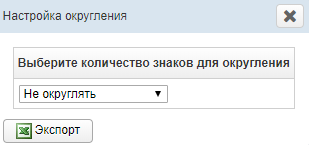 Настройка округления
Выберите количество знаков для округления
Не округлять
Экспорт